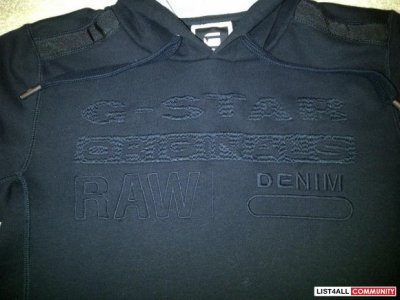 G-STAR
ORIGINALS
RAW DENIM
LIST4ALL COMMUNITY